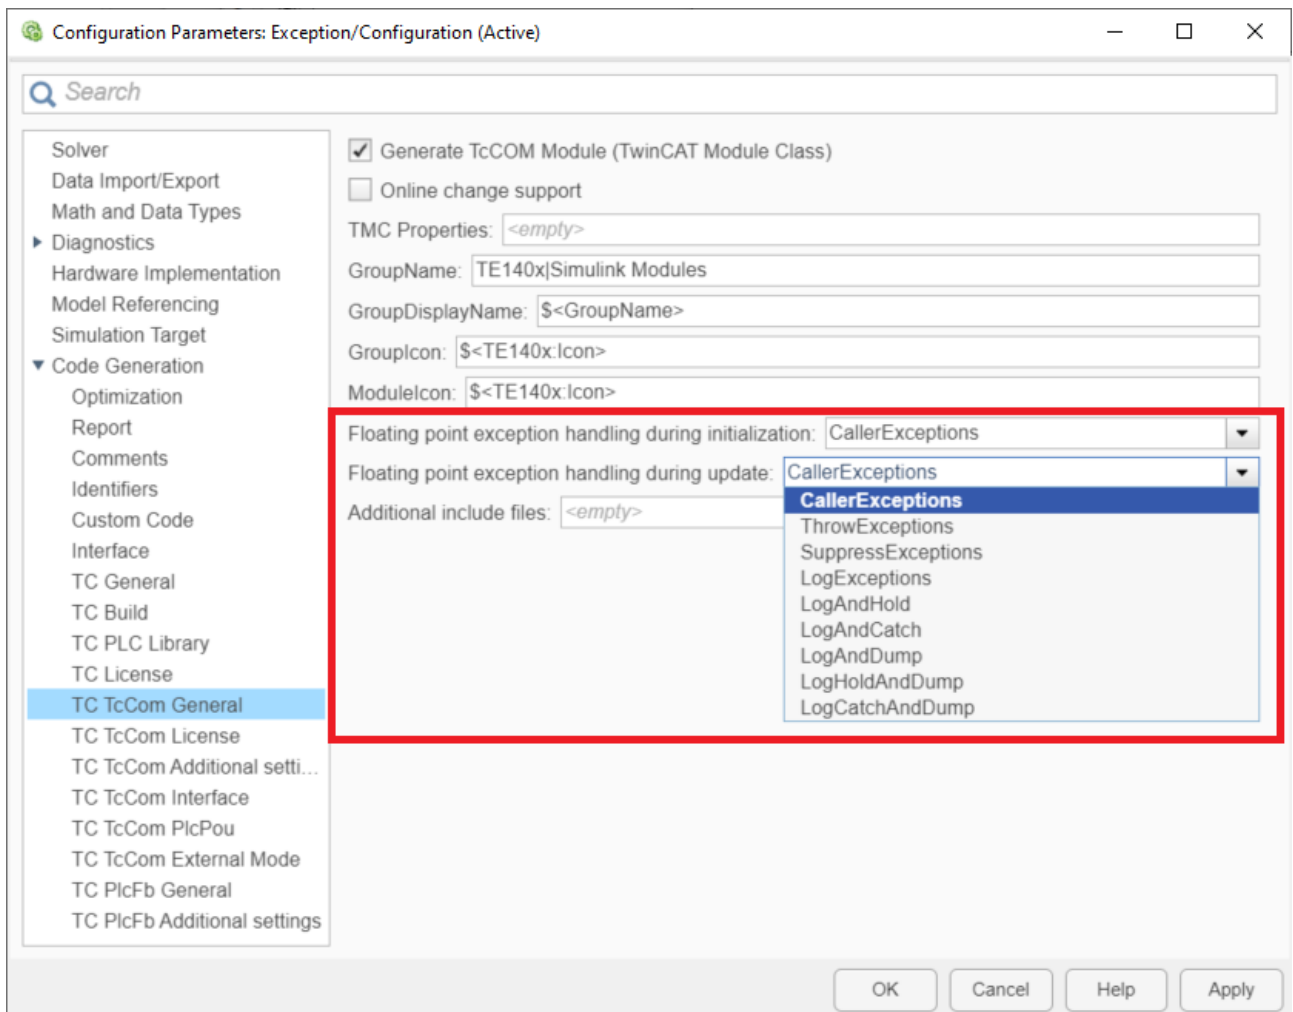 Configuration Parameters: Exception/Configuration (Active)
Search
Solver
Data Import/Export
Math and Data Types
Diagnostics
Hardware Implementation
Model Referencing
Simulation Target
Code Generation
Optimization
Report
Comments
Identifiers
Custom Code
Interface
TC General
TC Build
TC PLC Library
TC License
TC TcCom General
TC TcCom License
TC TcCom Additional setti...
TC TcCom Interface
TC TcCom PlcPou
TC TcCom External Mode
TC PlcFb General
TC PlcFb Additional settings
Generate TcCOM Module (TwinCAT Module Class)
Online change support
TMC Properties: <empty>
GroupName: TE140x|Simulink Modules
GroupDisplayName: $<GroupName>
GroupIcon: $<TE140x:Icon>
ModuleIcon: $<TE140x:Icon>
Floating point exception handling during initialization: CallerExceptions
Floating point exception handling during update: CallerExceptions
Additional include files: <empty>
CallerExceptions
ThrowExceptions
SuppressExceptions
LogExceptions
LogAndHold
LogAndCatch
LogAndDump
LogHoldAndDump
LogCatchAndDump
OK Cancel Help Apply